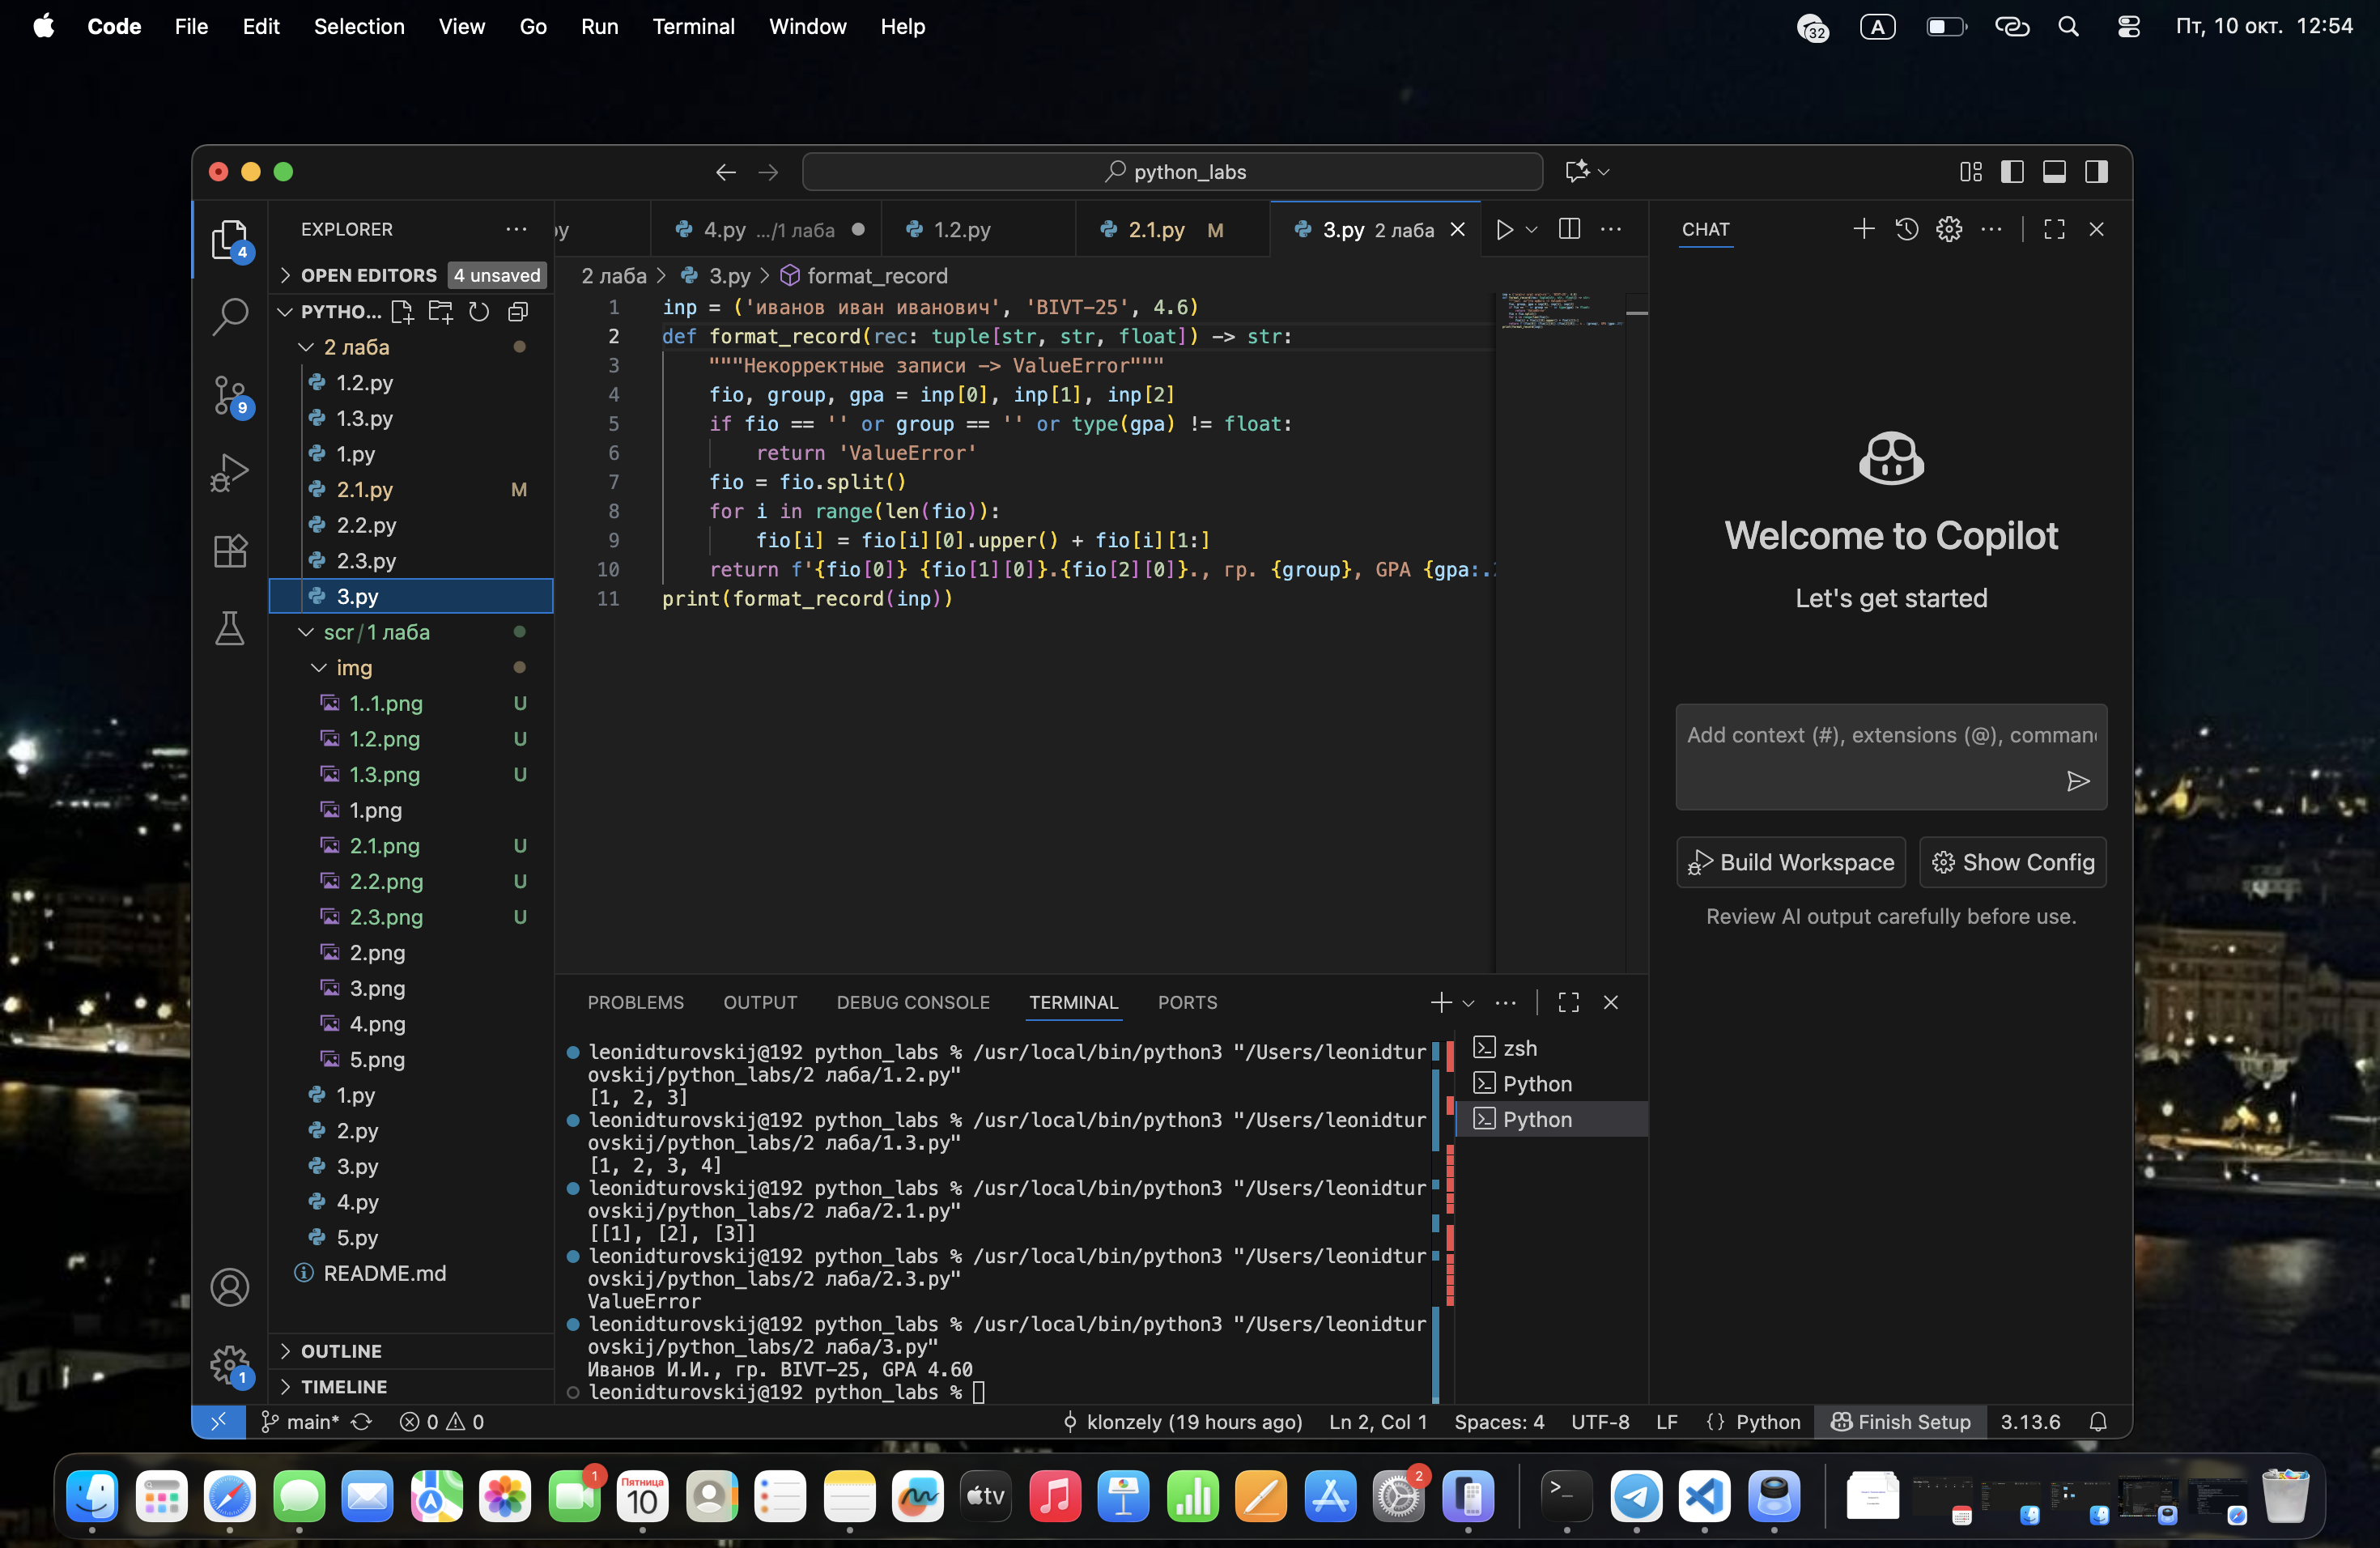 Code File Edit Selection View Go Run Terminal Window Help 32 A Пт, 10 окт. 12:54
python_labs
EXPLORER
4
OPEN EDITORS 4 unsaved
PYTHO...
2 лаба
1.2.py
1.3.py
9
1.py
2.1.py M
2.2.py
2.3.py
3.py
scr/1 лаба
img
1..1.png U
1.2.png U
1.3.png U
1.png
2.1.png U
2.2.png U
2.3.png U
2.png
3.png
4.png
5.png
1.py
2.py
3.py
4.py
5.py
README.md
OUTLINE
TIMELINE
1
py 4.py .../1 лаба 1.2.py 2.1.py M 3.py 2 лаба
2 лаба > 3.py > format_record
1 inp = ('иванов иван иванович', 'BIVT-25', 4.6)
2 def format_record(rec: tuple[str, str, float]) -> str:
3 """Некорректные записи -> ValueError"""
4 fio, group, gpa = inp[0], inp[1], inp[2]
5 if fio == '' or group == '' or type(gpa) != float:
6 return 'ValueError'
7 fio = fio.split()
8 for i in range(len(fio)):
9 fio[i] = fio[i][0].upper() + fio[i][1:]
10 return f'{fio[0]} {fio[1][0]}.{fio[2][0]}., гр. {group}, GPA {gpa:.
11 print(format_record(inp))
CHAT
Welcome to Copilot
Let's get started
Add context (#), extensions (@), comman
Build Workspace Show Config
Review AI output carefully before use.
PROBLEMS OUTPUT DEBUG CONSOLE TERMINAL PORTS
leonidturovskij@192 python_labs % /usr/local/bin/python3 "/Users/leonidtur
ovskij/python_labs/2 лаба/1.2.py"
[1, 2, 3]
leonidturovskij@192 python_labs % /usr/local/bin/python3 "/Users/leonidtur
ovskij/python_labs/2 лаба/1.3.py"
[1, 2, 3, 4]
leonidturovskij@192 python_labs % /usr/local/bin/python3 "/Users/leonidtur
ovskij/python_labs/2 лаба/2.1.py"
[[1], [2], [3]]
leonidturovskij@192 python_labs % /usr/local/bin/python3 "/Users/leonidtur
ovskij/python_labs/2 лаба/2.3.py"
ValueError
leonidturovskij@192 python_labs % /usr/local/bin/python3 "/Users/leonidtur
ovskij/python_labs/2 лаба/3.py"
Иванов И.И., гр. BIVT-25, GPA 4.60
leonidturovskij@192 python_labs %
zsh
Python
Python
main* 0 0 klonzely (19 hours ago) Ln 2, Col 1 Spaces: 4 UTF-8 LF {} Python Finish Setup 3.13.6
1
Пятница
10
tv
2